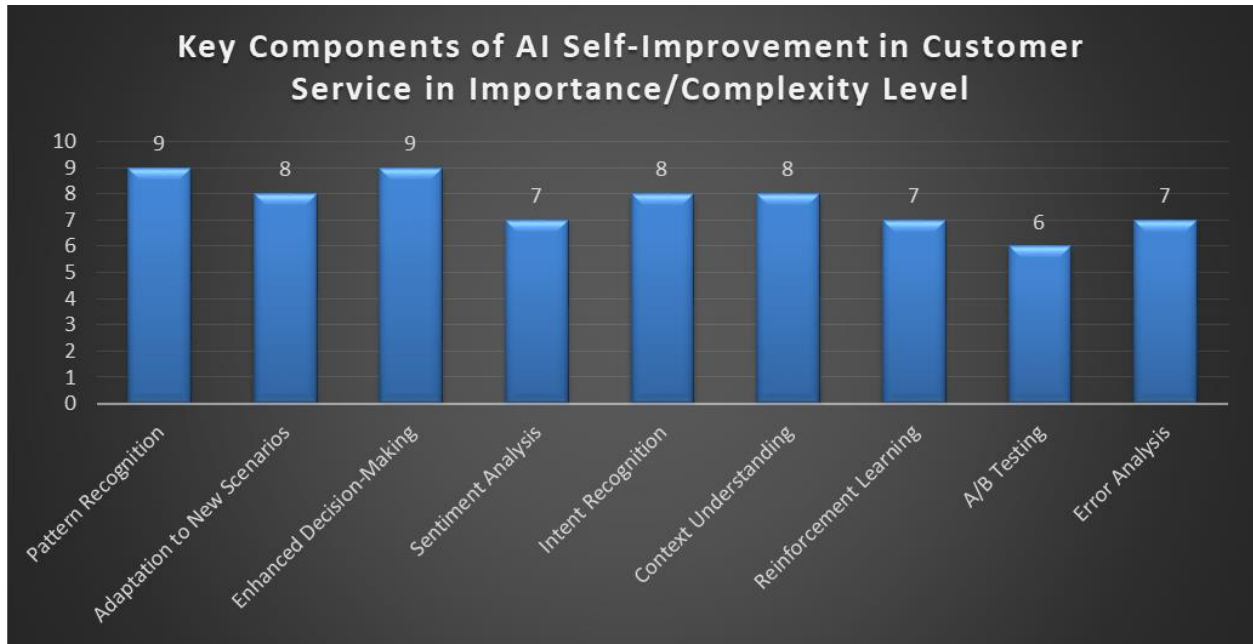 Key Components of AI Self-Improvement in Customer
Service in Importance/Complexity Level
10
9
8
7
6
5
4
3
2
1
0
9
8
9
7
8
8
7
6
7
Pattern Recognition
Adaptation to New Scenarios
Enhanced Decision-Making
Sentiment Analysis
Intent Recognition
Context Understanding
Reinforcement Learning
A/B Testing
Error Analysis